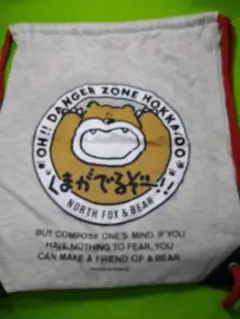 OH!! DANGER ZONE HOKKAIDO
くまがでるぞー!!
NORTH FOX & BEAR
BUT COMPOSE ONE'S MIND. IF YOU
HAVE NOTHING TO FEAR, YOU
CAN MAKE A FRIEND OF A BEAR.